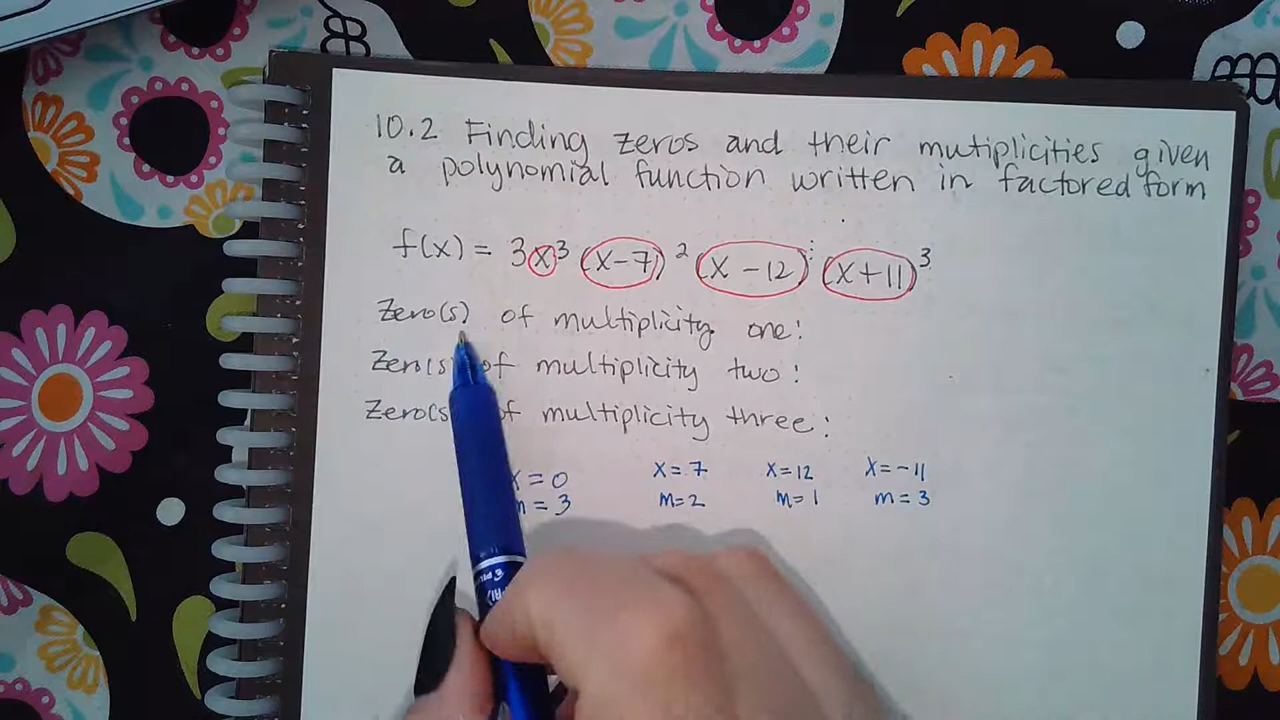 10.2 Finding zeros and their mutiplicities given
a polynomial function written in factored form
f(x) = 3x³ (x-7)² (x-12) (x+11)³
Zero(s) of multiplicity one:
Zero(s of multiplicity two:
Zero(s of multiplicity three:
x = 0 x = 7 x = 12 x = -11
m = 3 m = 2 m = 1 m = 3